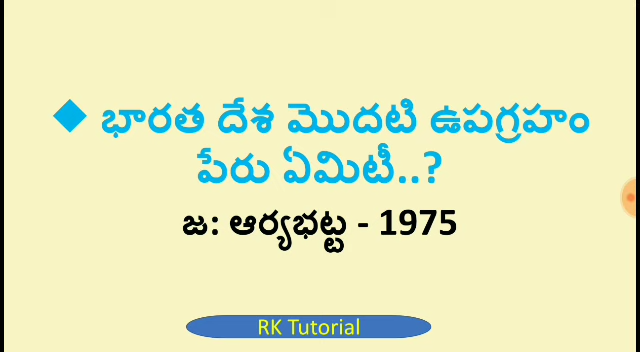 ◆ భారత దేశ మొదటి ఉపగ్రహం
పేరు ఏమిటీ..?
జ: ఆర్యభట్ట - 1975
RK Tutorial